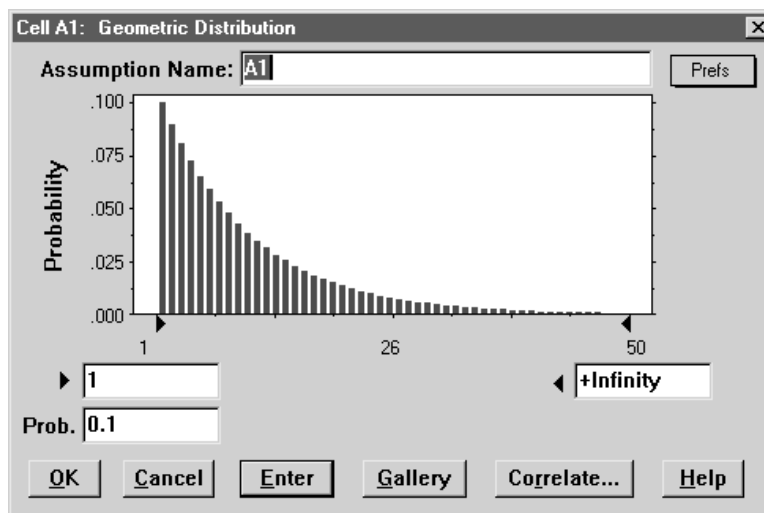 Cell A1: Geometric Distribution
Assumption Name: A1
Prefs
Probability
.100
.075
.050
.025
.000
1 26 50
1 +Infinity
Prob. 0.1
OK Cancel Enter Gallery Correlate... Help